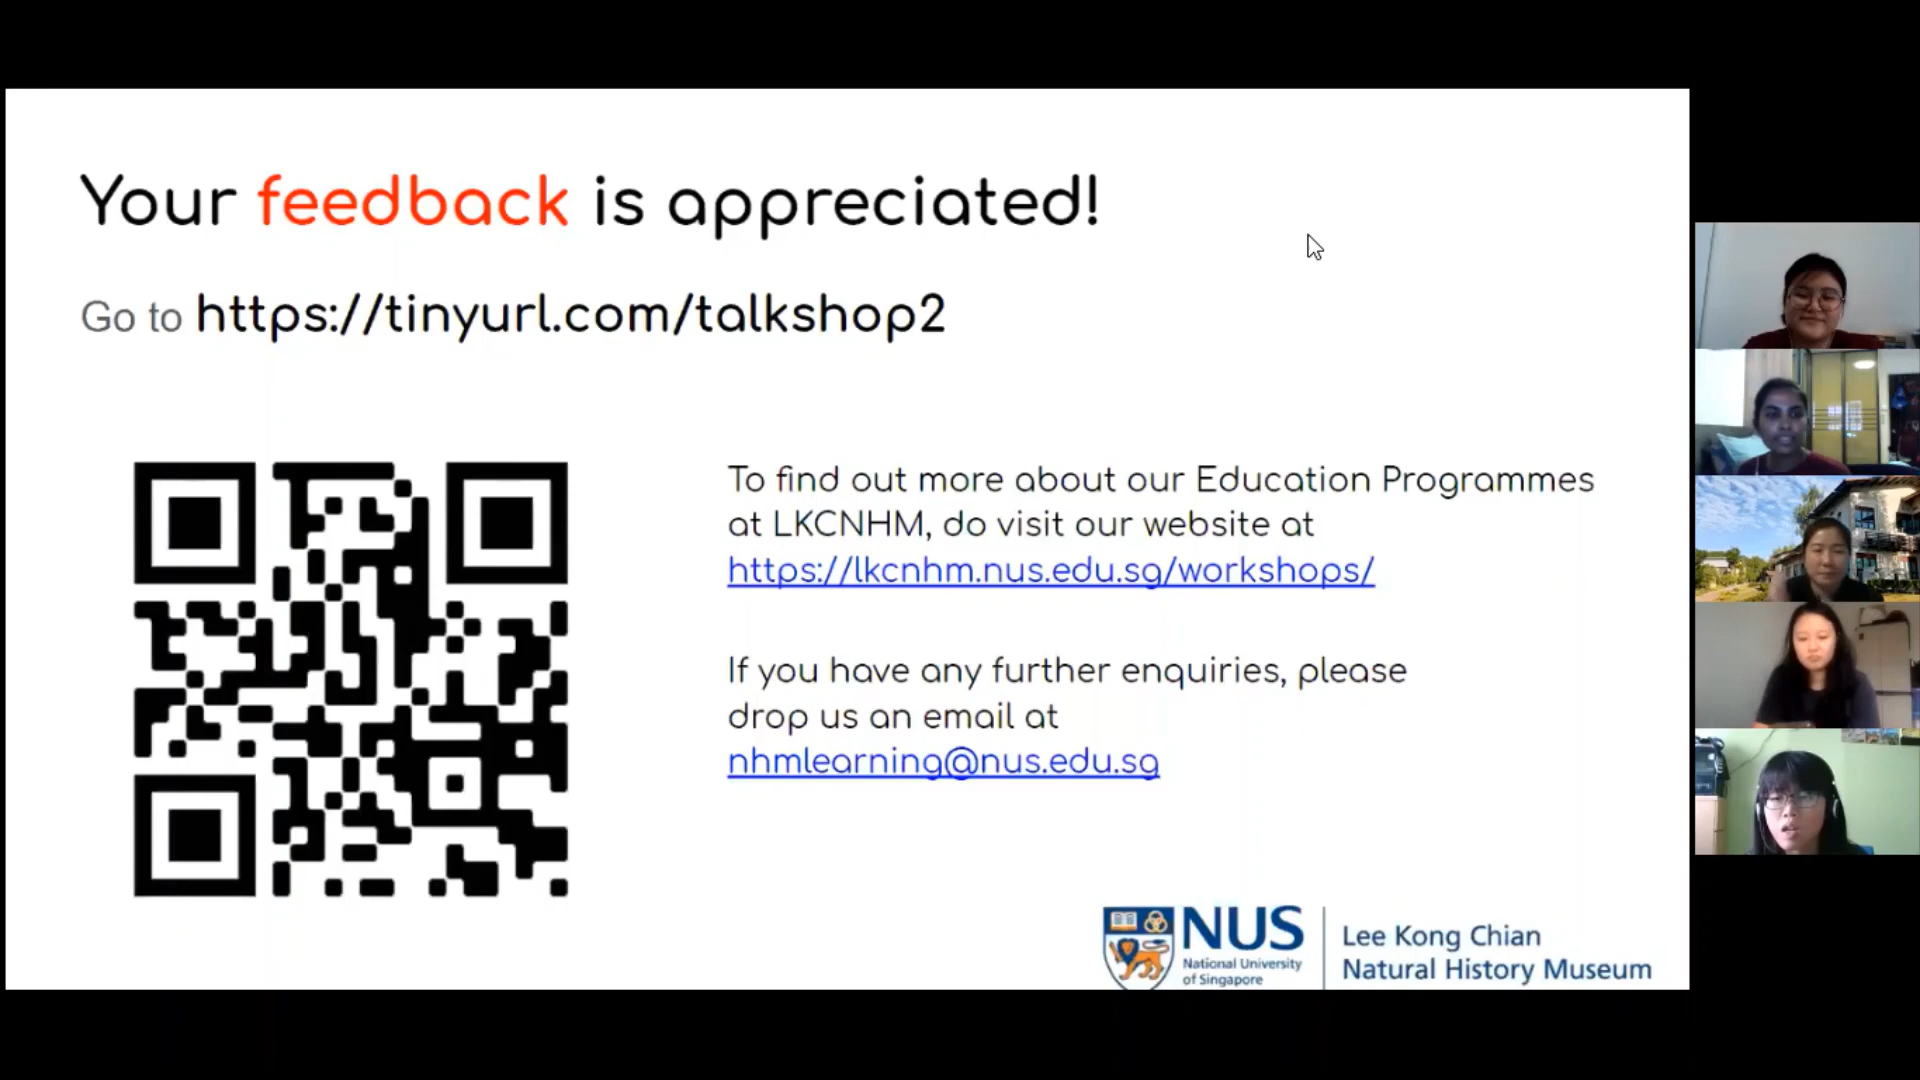 Your feedback is appreciated!
Go to https://tinyurl.com/talkshop2
To find out more about our Education Programmes
at LKCNHM, do visit our website at
https://lkcnhm.nus.edu.sg/workshops/
If you have any further enquiries, please
drop us an email at
nhmlearning@nus.edu.sg
NUS
National University
of Singapore
Lee Kong Chian
Natural History Museum